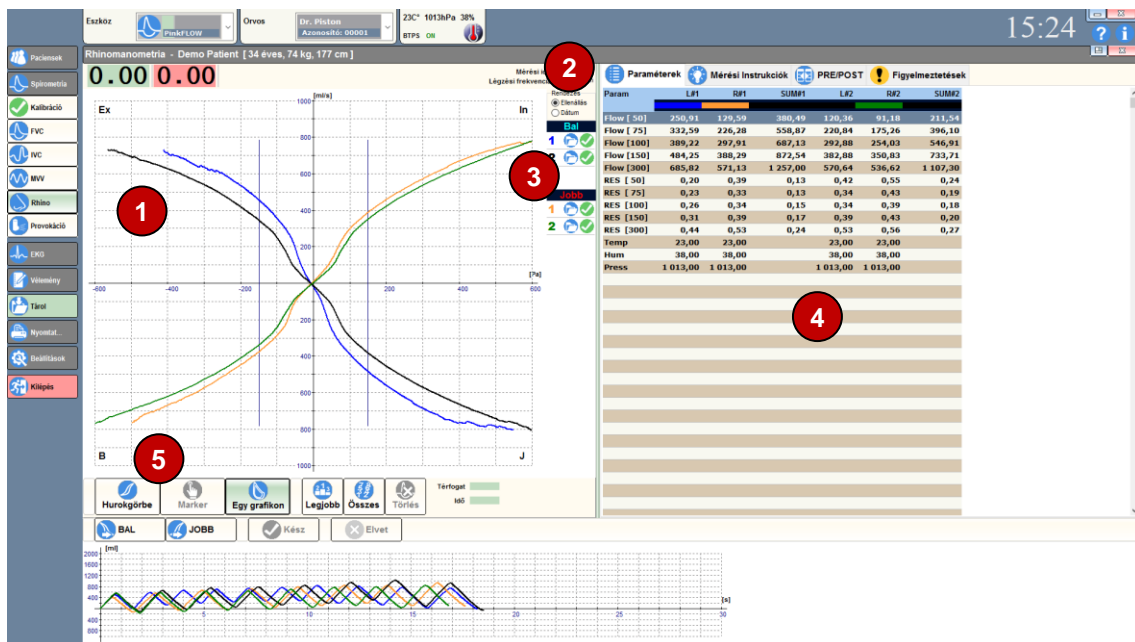 Eszköz
PinkFLOW
Orvos
Dr. Piston
Azonosító: 00001
23C° 1013hPa 38%
BTPS ON
15:24
? i
Paciensek
Spirometria
Kalibráció
FVC
IVC
MVV
Rhino
Provokáció
EKG
Vélemény
Tárol
Nyomtat...
Beállítások
Kilépés
Rhinomanometria - Demo Patient [ 34 éves, 74 kg, 177 cm ]
0.00 0.00
Mérési
Légzési
2
Rendezés
Ellenállás
Dátum
Bal
1
3
Jobb
1
2
[ml/s]
Ex
In
1000
800
600
400
200
[Pa]
-600 -400 -200 200 400 600
200
400
600
800
1000
B
J
1
5
Hurokgörbe
Marker
Egy grafikon
Legjobb
Összes
Törlés
Térfogat
Idő
BAL
JOBB
Kész
Elvet
[ml]
2000
1600
1200
800
400
400
800
5 10 15 20 25 30
[s]
Paraméterek
Mérési Instrukciók
PRE/POST
Figyelmeztetések
Param L#1 R#1 SUM#1 L#2 R#2 SUM#2
Flow [ 50] 250,91 129,59 380,49 120,36 91,18 211,54
Flow [ 75] 332,59 226,28 558,87 220,84 175,26 396,10
Flow [100] 389,22 297,91 687,13 292,88 254,03 546,91
Flow [150] 484,25 388,29 872,54 382,88 350,83 733,71
Flow [300] 685,82 571,13 1 257,00 570,64 536,62 1 107,30
RES [ 50] 0,20 0,39 0,13 0,42 0,55 0,24
RES [ 75] 0,23 0,33 0,13 0,34 0,43 0,19
RES [100] 0,26 0,34 0,15 0,34 0,39 0,18
RES [150] 0,31 0,39 0,17 0,39 0,43 0,20
RES [300] 0,44 0,53 0,24 0,53 0,56 0,27
Temp 23,00 23,00 23,00 23,00
Hum 38,00 38,00 38,00 38,00
Press 1 013,00 1 013,00 1 013,00 1 013,00
4